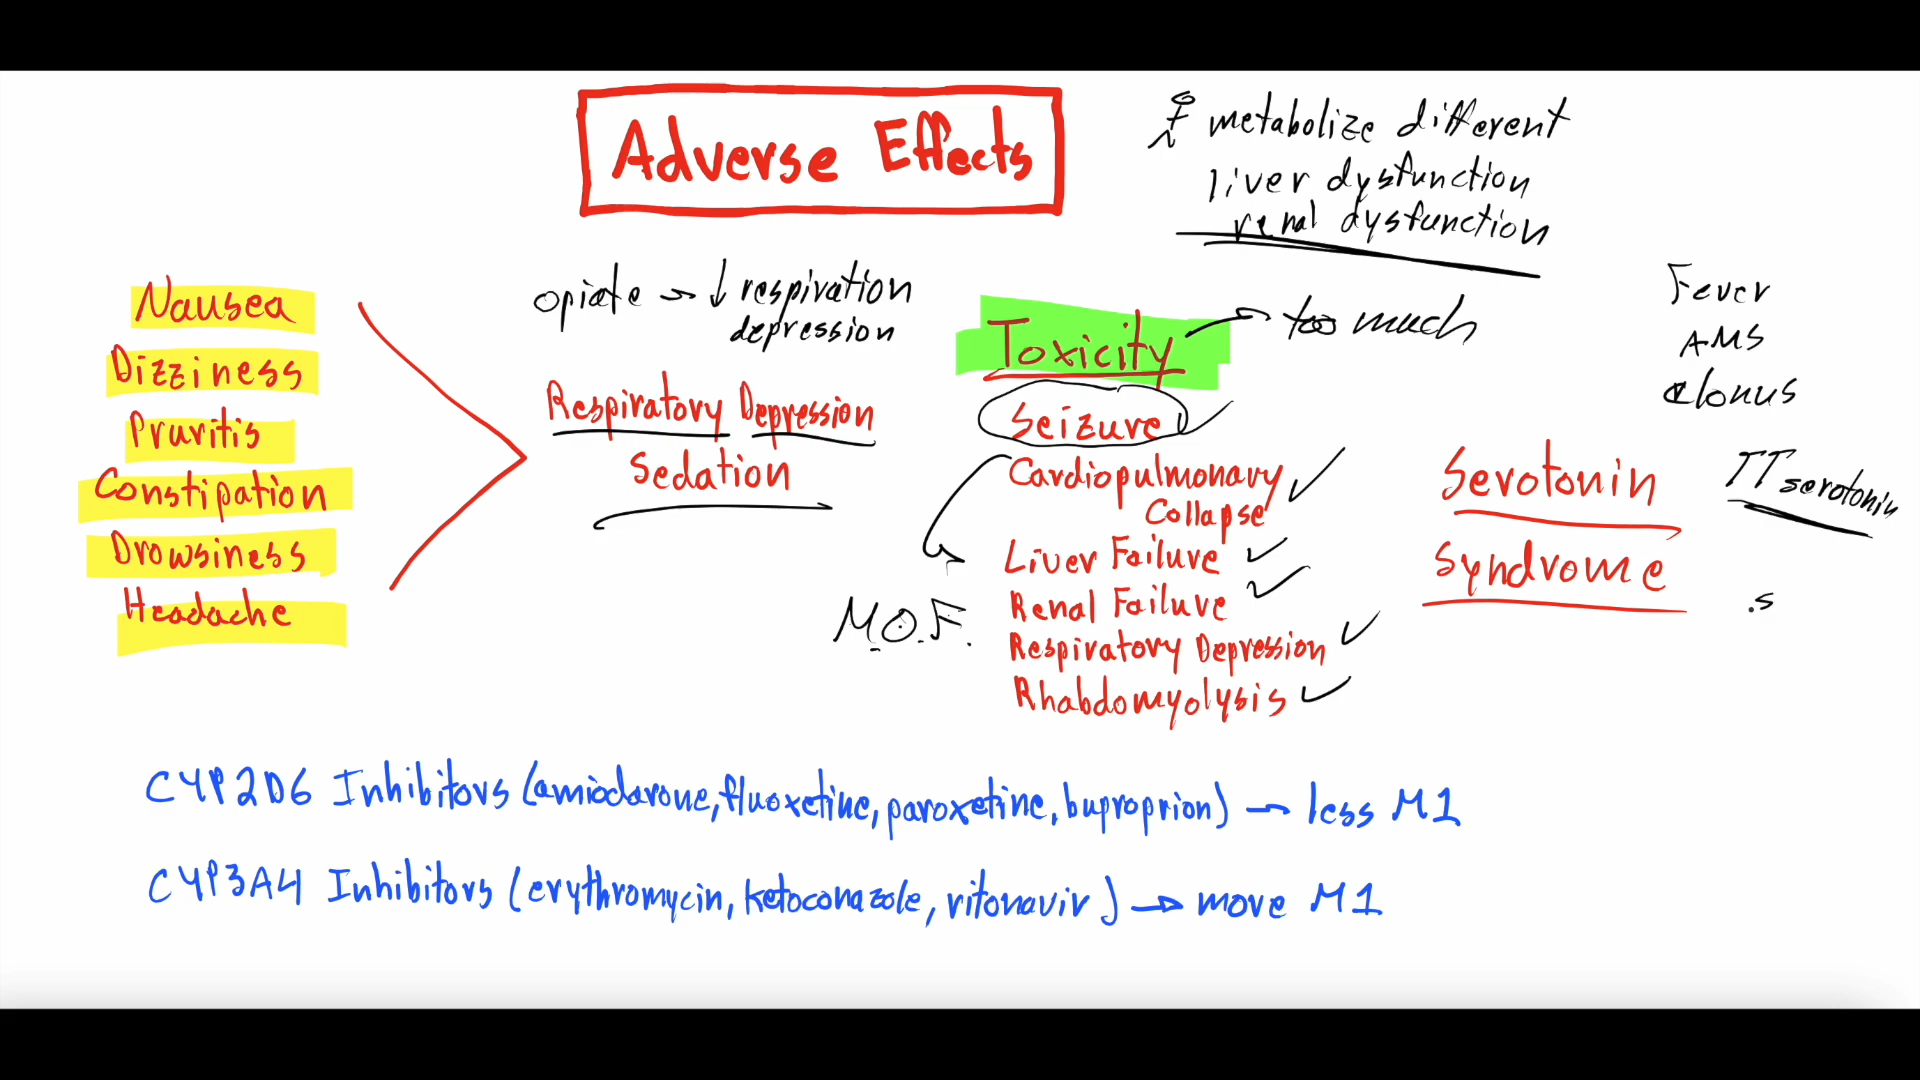 Adverse Effects
metabolize different
liver dysfunction
renal dysfunction
Nausea
Dizziness
Pruritis
Constipation
Drowsiness
Headache
opiate → ↓ respiration
depression
Respiratory Depression
Sedation
Toxicity → too much
Seizure ✓
Cardiopulmonary ✓
Collapse
Liver Failure ✓
Renal Failure ✓
Respiratory Depression ✓
Rhabdomyolysis ✓
M.O.F.
Fever
AMS
clonus
Serotonin
Syndrome
↑↑ serotonin
.s
CYP2D6 Inhibitors (amiodarone, fluoxetine, paroxetine, buproprion) → less M1
CYP3A4 Inhibitors (erythromycin, ketoconazole, ritonavir) → more M1